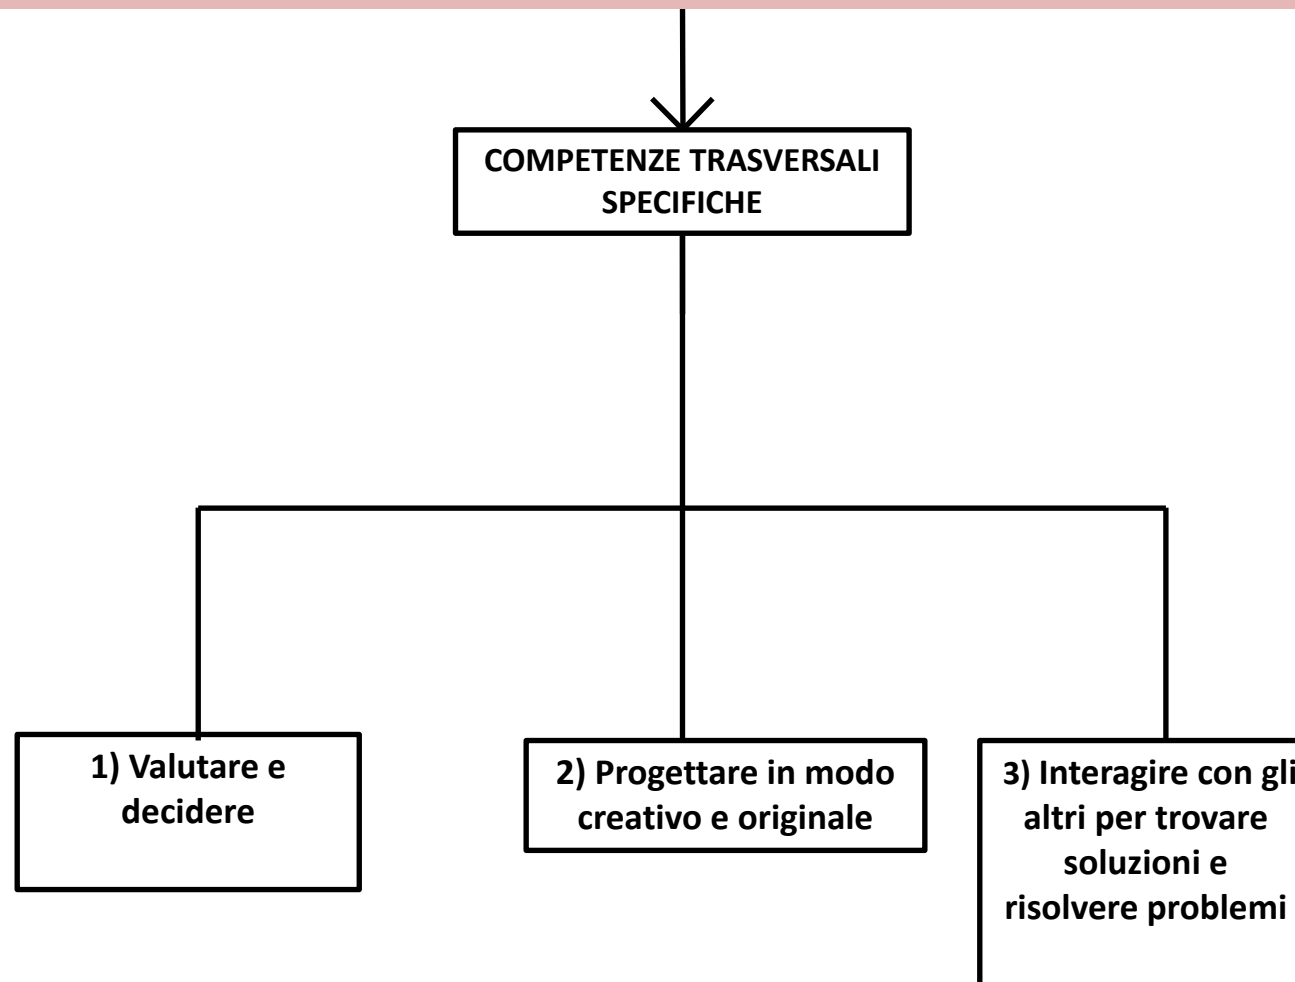 COMPETENZE TRASVERSALI
SPECIFICHE
1) Valutare e
decidere
2) Progettare in modo
creativo e originale
3) Interagire con gli
altri per trovare
soluzioni e
risolvere problemi